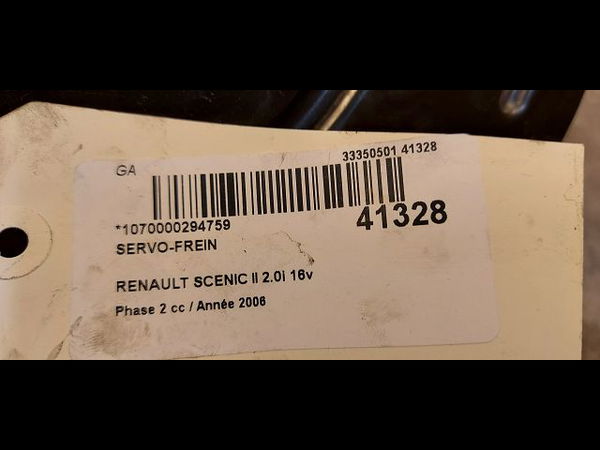 GA
33350501 41328
*1070000294759
41328
SERVO-FREIN
RENAULT SCENIC II 2.0i 16v
Phase 2 cc / Année 2006